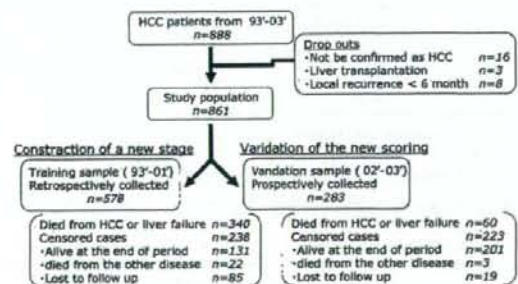 HCC patients from 93'-03'
n=888
Drop outs
·Not be confirmed as HCC n=16
·Liver transplantation n=3
·Local recurrence < 6 month n=8
Study population
n=861
Constraction of a new stage
Training sample ( 93'-01')
Retrospectively collected
n=578
Varidation of the new scoring
Vandation sample ( 02'-03')
Prospectively collected
n=283
Died from HCC or liver failure n=340
Censored cases n=238
·Alive at the end of period n=131
·died from the other disease n=22
·Lost to follow up n=85
Died from HCC or liver failure n=60
Censored cases n=223
·Alive at the end of period n=201
·died from the other disease n=3
·Lost to follow up n=19